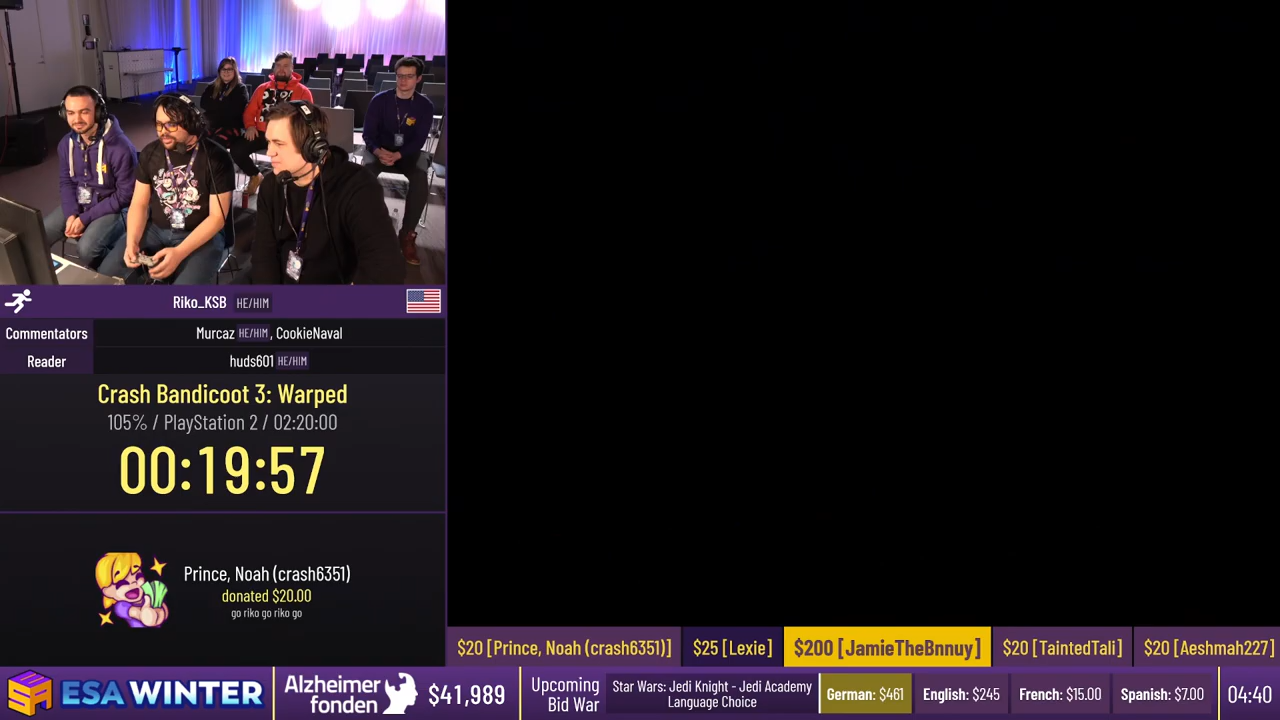 Riko_KSB HE/HIM
Commentators
Murcaz HE/HIM, CookieNaval
Reader
huds601 HE/HIM
Crash Bandicoot 3: Warped
105% / PlayStation 2 / 02:20:00
00:19:57
Prince, Noah (crash6351)
donated $20.00
go riko go riko go
$20 [Prince, Noah (crash6351)]
$25 [Lexie]
$200 [JamieTheBnnuy]
$20 [TaintedTali]
$20 [Aeshmah227]
ESA WINTER
Alzheimer
fonden
$41,989
Upcoming
Bid War
Star Wars: Jedi Knight - Jedi Academy
Language Choice
German: $461
English: $245
French: $15.00
Spanish: $7.00
04:40